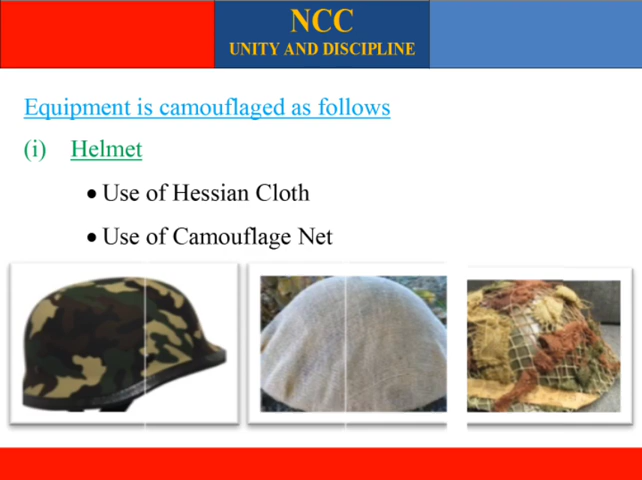 NCC
UNITY AND DISCIPLINE
Equipment is camouflaged as follows
(i) Helmet
• Use of Hessian Cloth
• Use of Camouflage Net